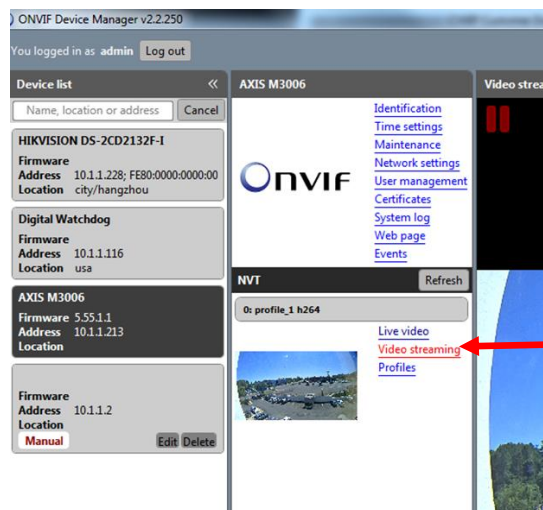 ONVIF Device Manager v2.2.250
You logged in as admin Log out
Device list «
Name, location or address Cancel
HIKVISION DS-2CD2132F-I
Firmware
Address 10.1.1.228; FE80:0000:0000:00
Location city/hangzhou
Digital Watchdog
Firmware
Address 10.1.1.116
Location usa
AXIS M3006
Firmware 5.55.1.1
Address 10.1.1.213
Location
Firmware
Address 10.1.1.2
Location
Manual Edit Delete
AXIS M3006
ONVIF
Identification
Time settings
Maintenance
Network settings
User management
Certificates
System log
Web page
Events
NVT Refresh
0: profile_1 h264
Live video
Video streaming
Profiles
Video strea